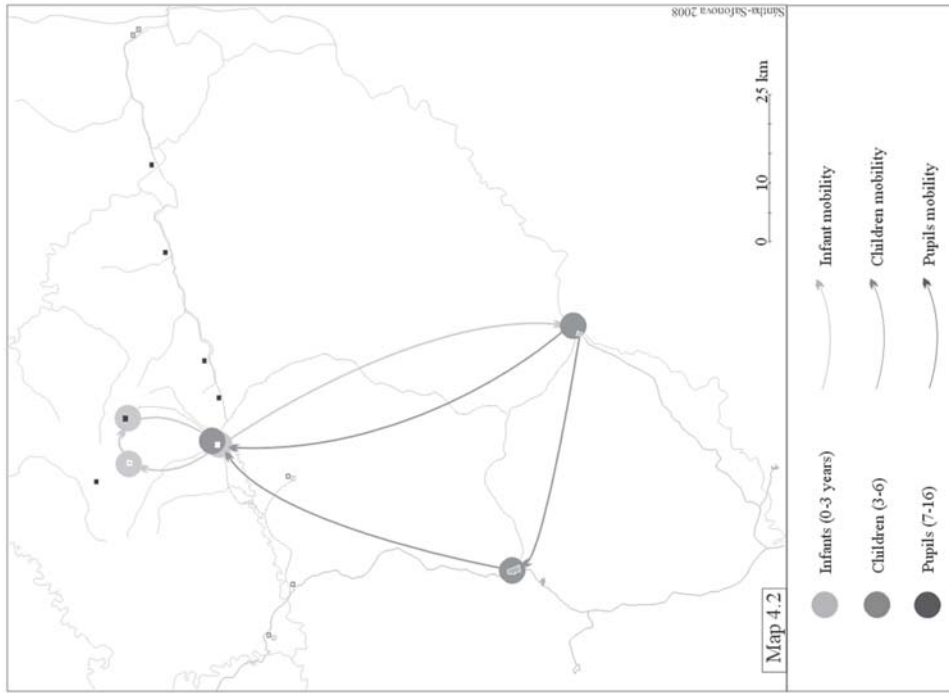 Sántha-Safonova 2008
0 10 25 km
Map 4.2
Infants (0-3 years)
Children (3-6)
Pupils (7-16)
Infant mobility
Children mobility
Pupils mobility